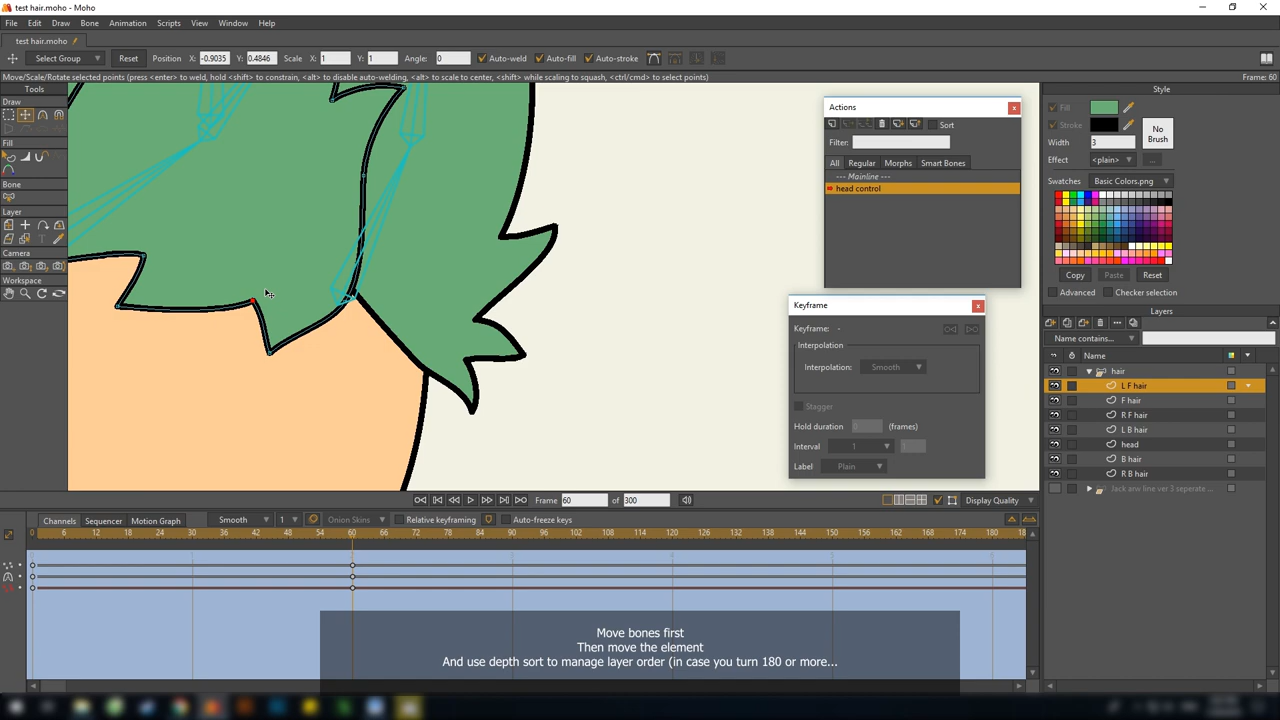 test hair.moho - Moho
File Edit Draw Bone Animation Scripts View Window Help
test hair.moho
Select Group Reset Position X: -0.9035 Y: 0.4846 Scale X: 1 Y: 1 Angle: 0 Auto-weld Auto-fill Auto-stroke
Move/Scale/Rotate selected points (press <enter> to weld, hold <shift> to constrain, <alt> to disable auto-welding, <alt> to scale to center, <shift> while scaling to squash, <ctrl/cmd> to select points) Frame: 60
Tools
Draw
Fill
Bone
Layer
Camera
Workspace
Actions
Sort
Filter:
All Regular Morphs Smart Bones
--- Mainline ---
head control
Keyframe
Keyframe: -
Interpolation
Interpolation: Smooth
Stagger
Hold duration 0 (frames)
Interval 1 1
Label Plain
Style
Fill
Stroke
No
Brush
Width 3
Effect <plain> ...
Swatches Basic Colors.png
Copy Paste Reset
Advanced Checker selection
Layers
Name contains...
Name
hair
L F hair
F hair
R F hair
L B hair
head
B hair
R B hair
Jack arw line ver 3 seperate ...
Frame 60 of 300 Display Quality
Channels Sequencer Motion Graph Smooth 1 Onion Skins Relative keyframing Auto-freeze keys
0 6 12 18 24 30 36 42 48 54 60 66 72 78 84 90 96 102 108 114 120 126 132 138 144 150 156 162 168 174 180
Move bones first
Then move the element
And use depth sort to manage layer order (in case you turn 180 or more...